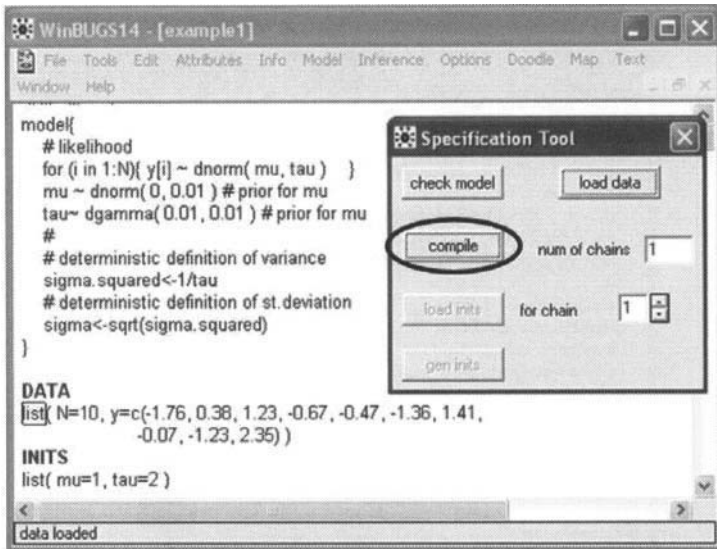 WinBUGS14 - [example1]
File Tools Edit Attributes Info Model Inference Options Doodle Map Text
Window Help
model{
# likelihood
for (i in 1:N){ y[i] ~ dnorm( mu, tau ) }
mu ~ dnorm( 0, 0.01 ) # prior for mu
tau~ dgamma( 0.01, 0.01 ) # prior for mu
#
# deterministic definition of variance
sigma.squared<-1/tau
# deterministic definition of st.deviation
sigma<-sqrt(sigma.squared)
}
DATA
list( N=10, y=c(-1.76, 0.38, 1.23, -0.67, -0.47, -1.36, 1.41,
-0.07, -1.23, 2.35) )
INITS
list( mu=1, tau=2 )
data loaded
Specification Tool
check model load data
compile num of chains 1
load inits for chain 1
gen inits